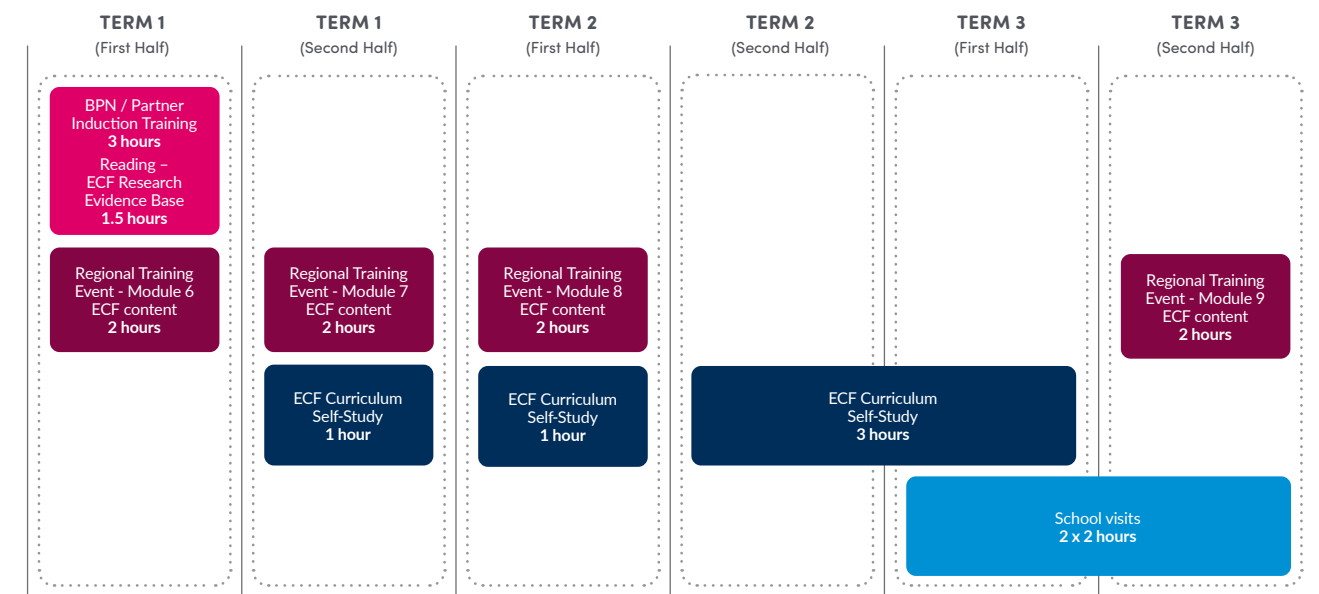 TERM 1
(First Half)
TERM 1
(Second Half)
TERM 2
(First Half)
TERM 2
(Second Half)
TERM 3
(First Half)
TERM 3
(Second Half)
BPN / Partner
Induction Training
3 hours
Reading –
ECF Research
Evidence Base
1.5 hours
Regional Training
Event - Module 6
ECF content
2 hours
Regional Training
Event - Module 7
ECF content
2 hours
Regional Training
Event - Module 8
ECF content
2 hours
Regional Training
Event - Module 9
ECF content
2 hours
ECF Curriculum
Self-Study
1 hour
ECF Curriculum
Self-Study
1 hour
ECF Curriculum
Self-Study
3 hours
School visits
2 x 2 hours